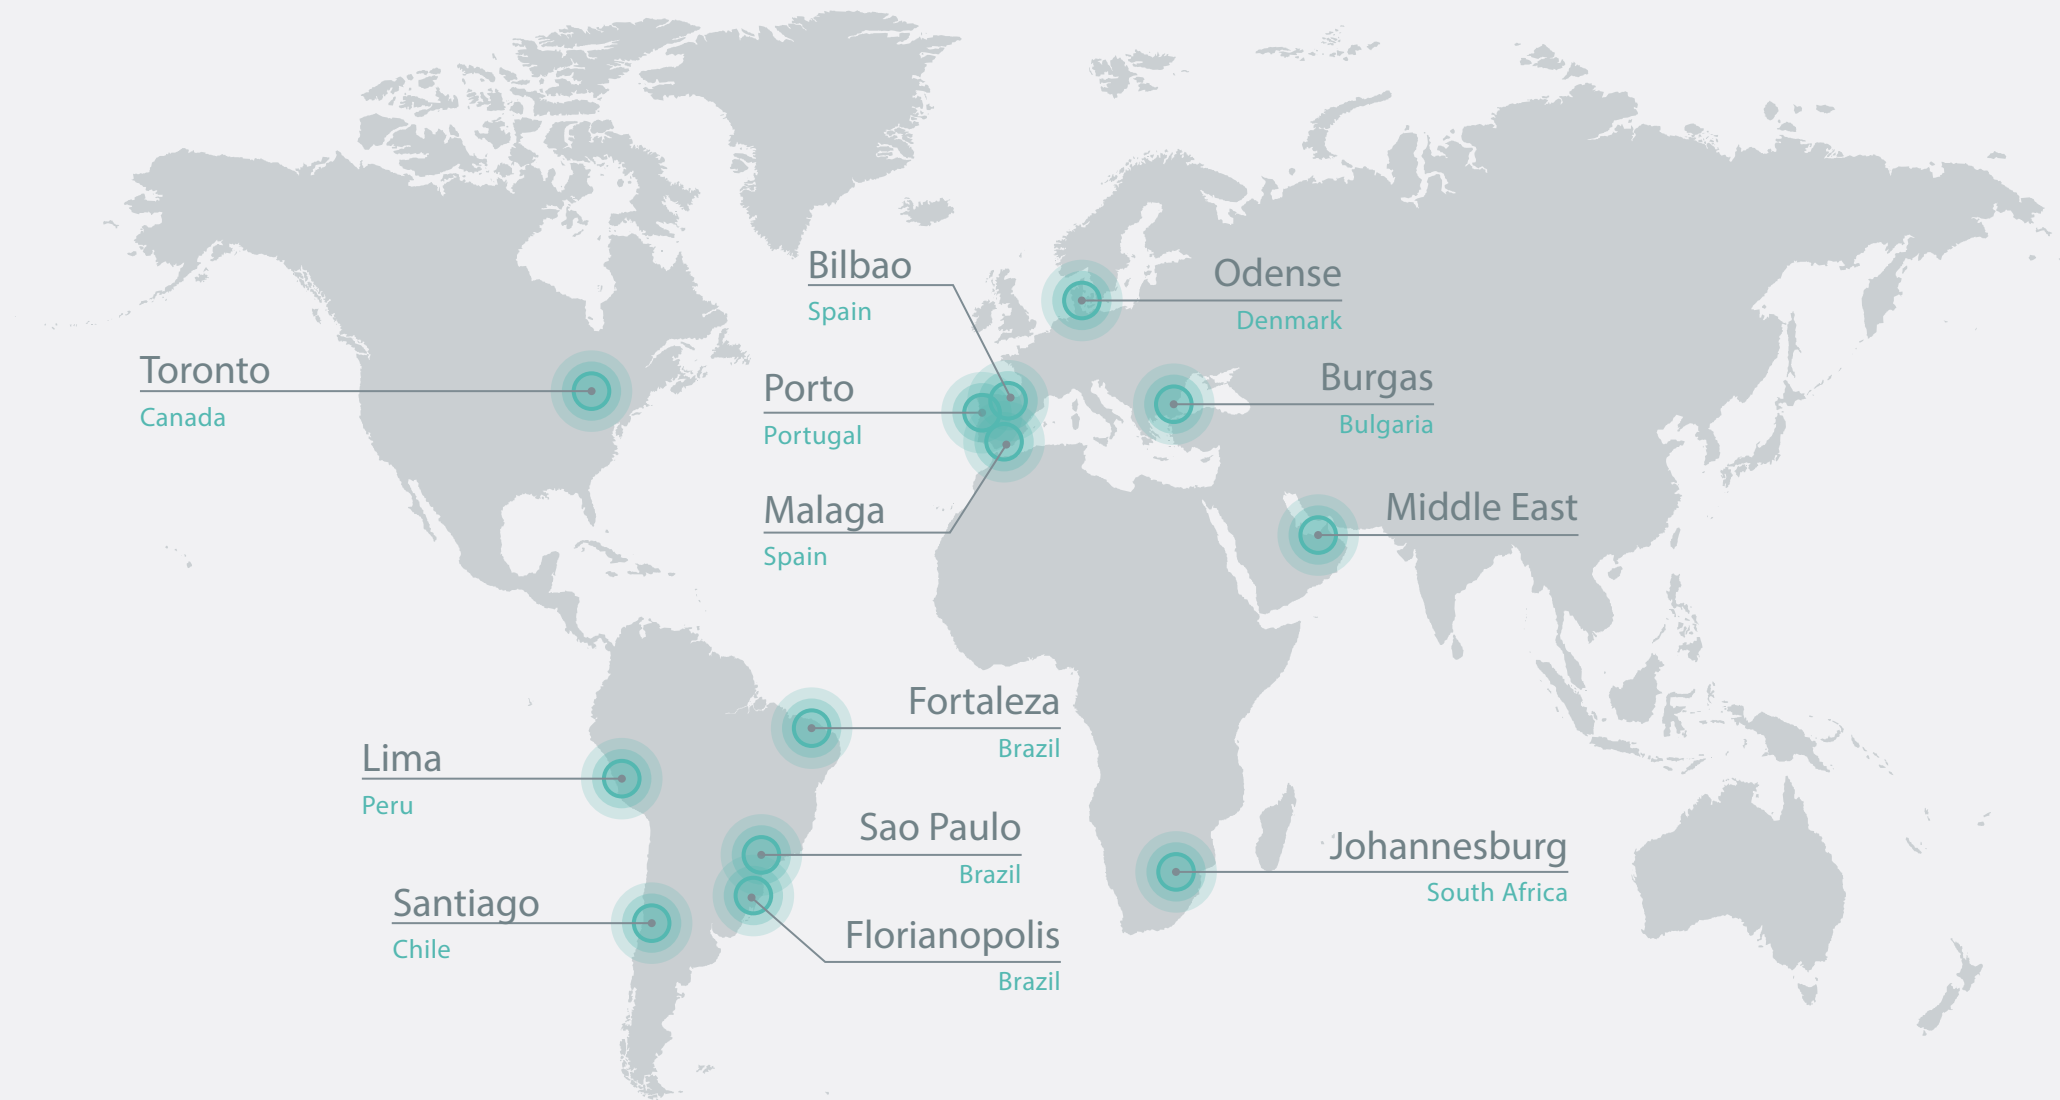 Bilbao
Spain
Odense
Denmark
Toronto
Canada
Porto
Portugal
Burgas
Bulgaria
Malaga
Spain
Middle East
Fortaleza
Brazil
Lima
Peru
Sao Paulo
Brazil
Johannesburg
South Africa
Santiago
Chile
Florianopolis
Brazil